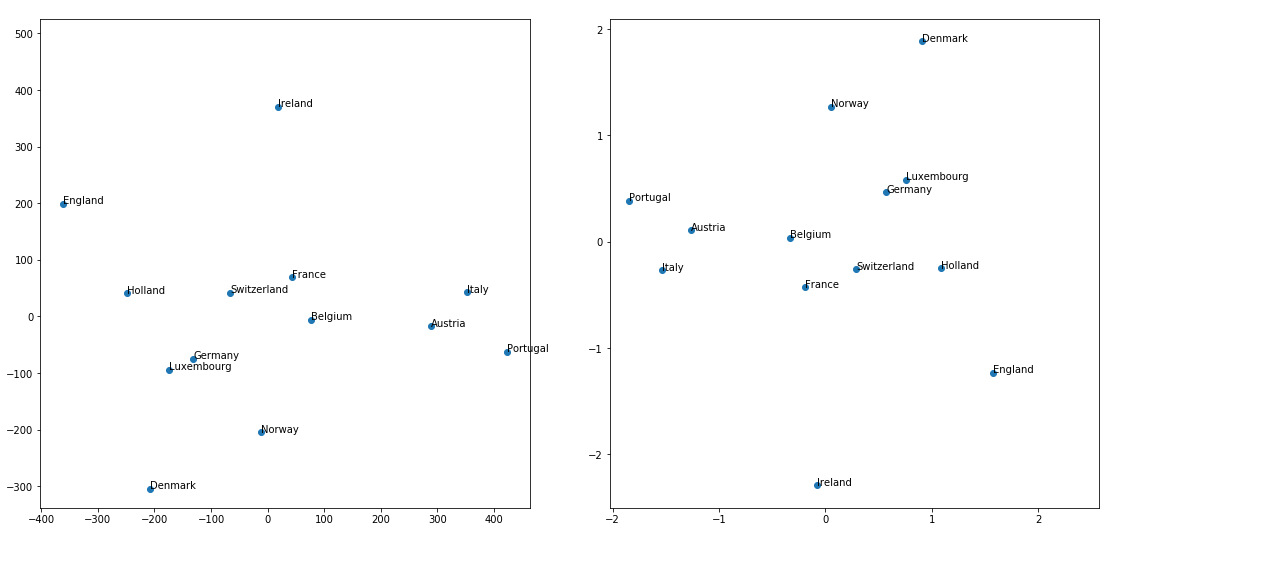 500
400
300
200
100
0
−100
−200
−300
−400
−300
−200
−100
0
100
200
300
400
Ireland
England
France
Holland
Switzerland
Italy
Belgium
Austria
Germany
Portugal
Luxembourg
Norway
Denmark
2
1
0
−1
−2
−2
−1
0
1
2
Denmark
Norway
Luxembourg
Germany
Portugal
Austria
Belgium
Italy
Switzerland
Holland
France
England
Ireland